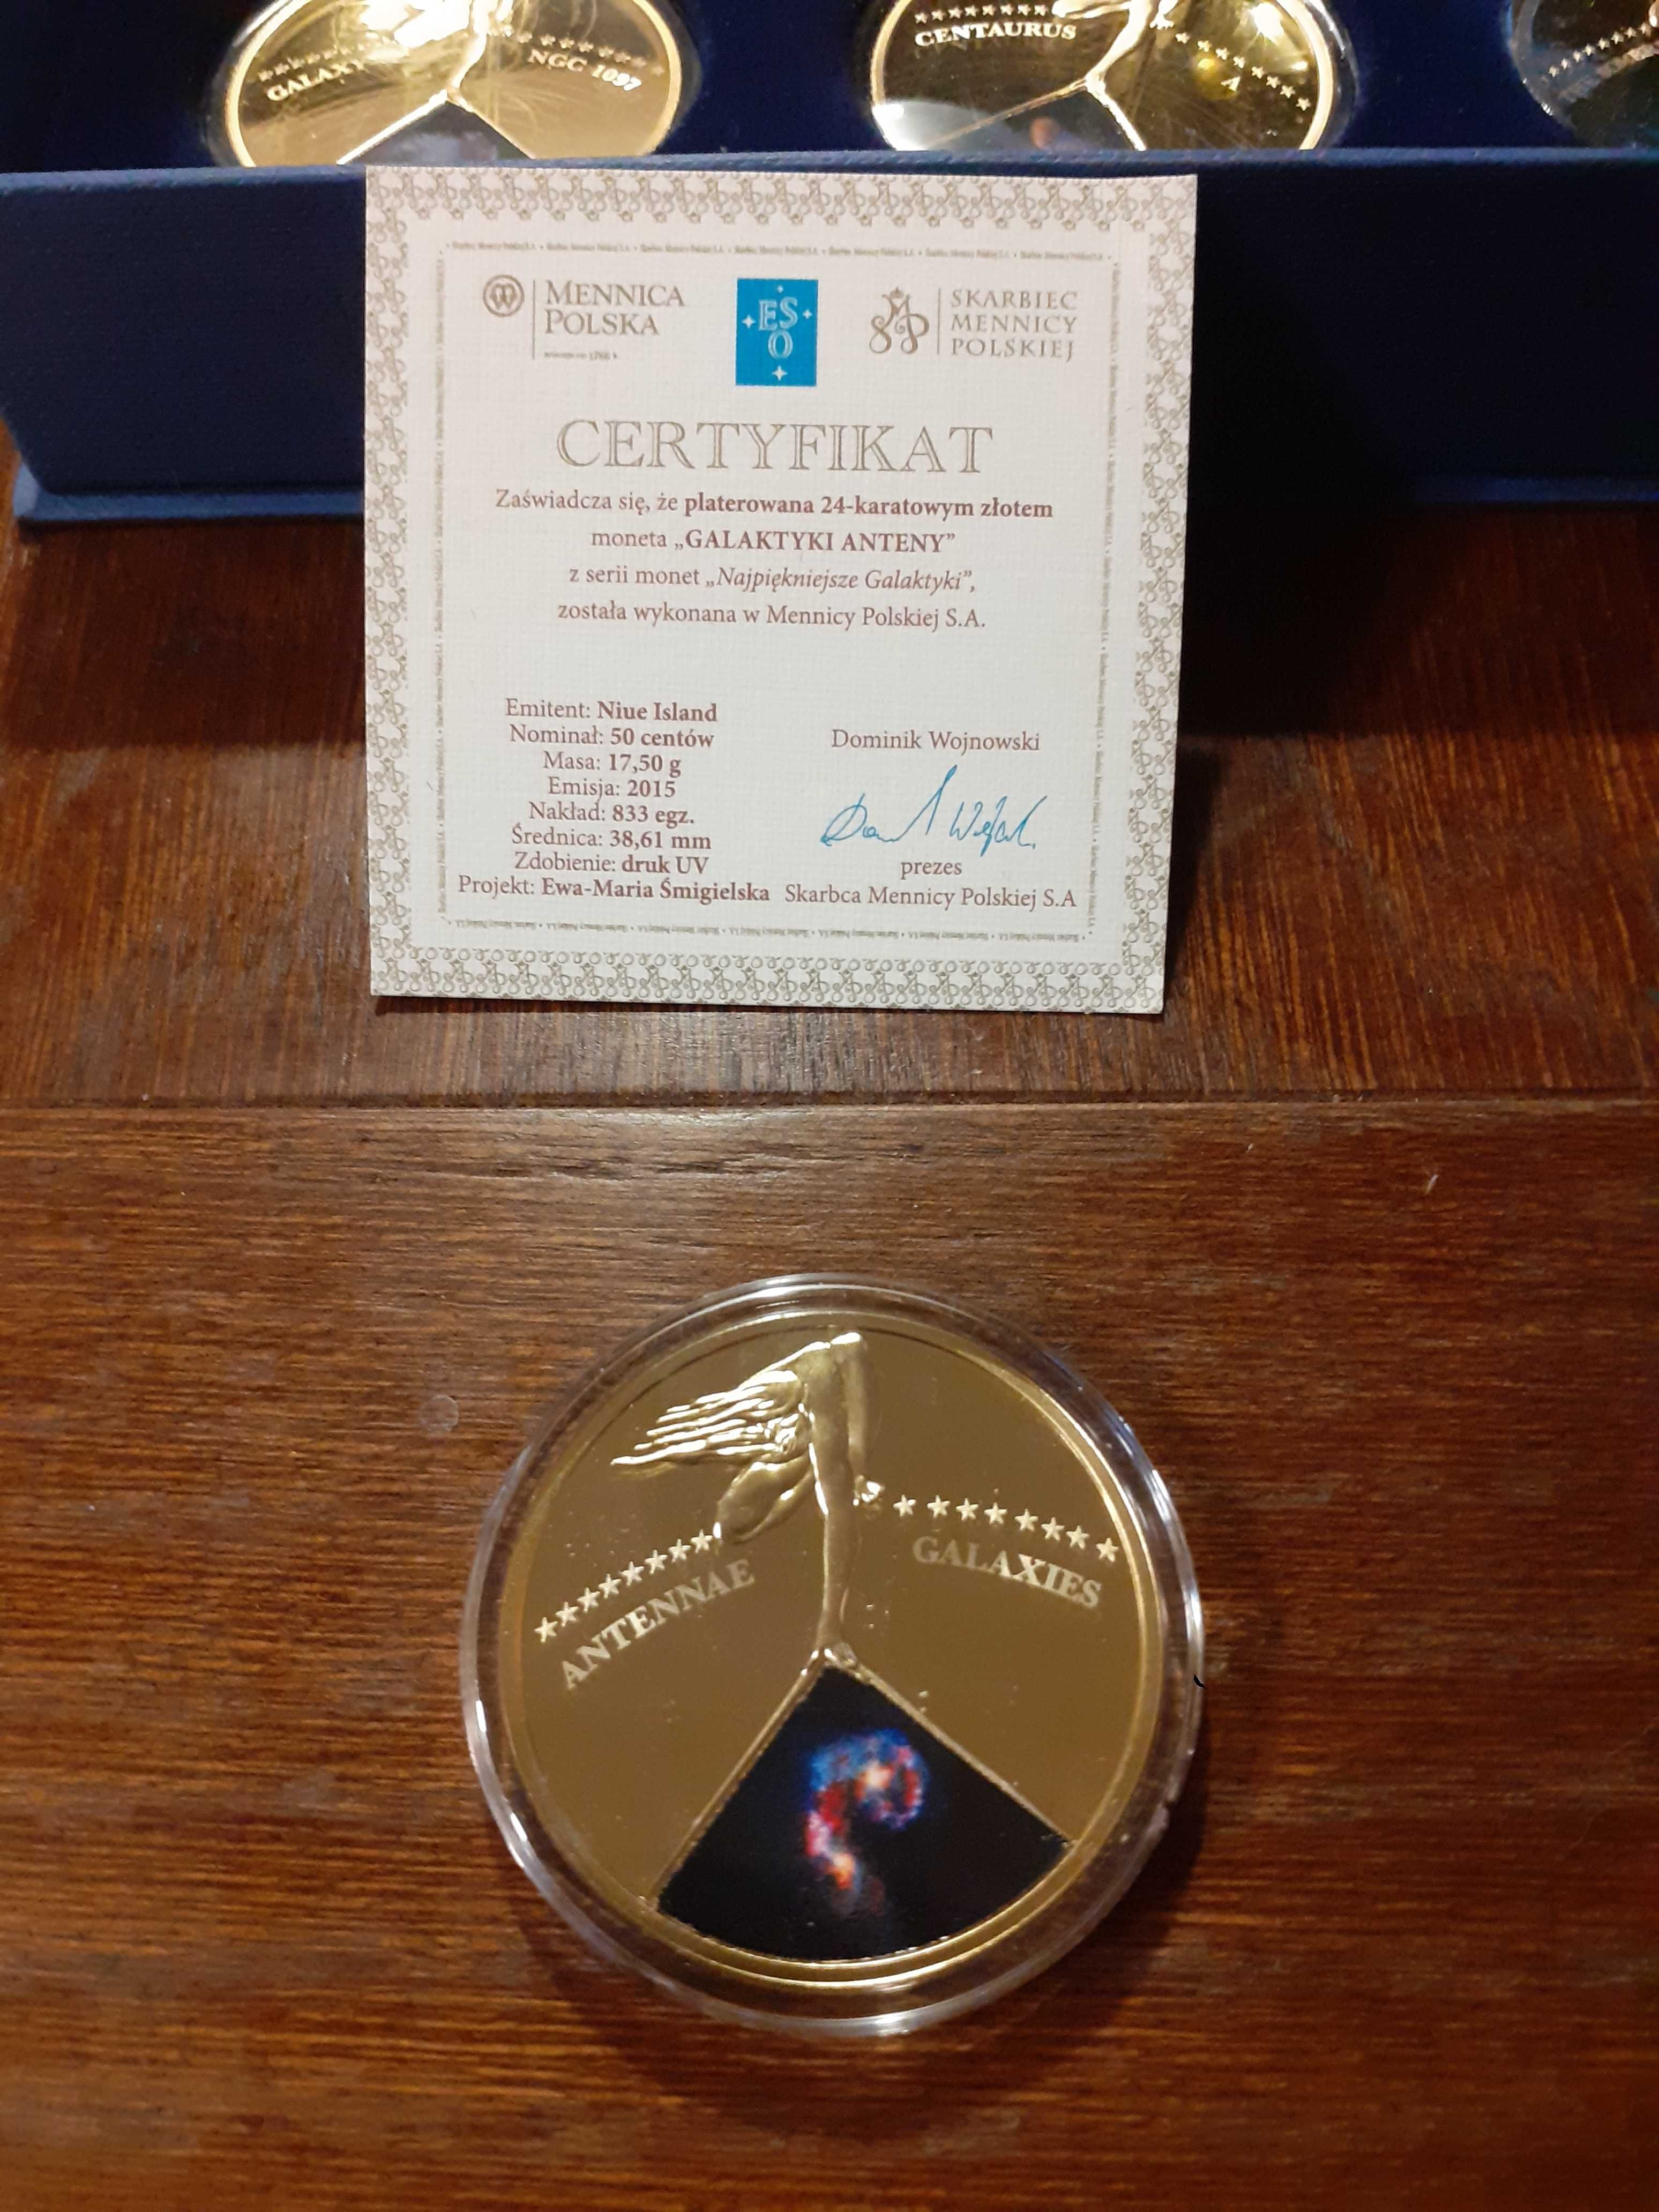 GALAXY
NGC 1097
CENTAURUS
A
MENNICA
POLSKA
SKARBIEC
MENNICY
POLSKIEJ
ES
O
CERTYFIKAT
Zaświadcza się, że platerowana 24-karatowym złotem
moneta „GALAKTYKI ANTENY”
z serii monet „Najpiękniejsze Galaktyki”,
została wykonana w Mennicy Polskiej S.A.
Emitent: Niue Island
Nominał: 50 centów
Masa: 17,50 g
Emisja: 2015
Nakład: 833 egz.
Średnica: 38,61 mm
Zdobienie: druk UV
Projekt: Ewa-Maria Śmigielska
Dominik Wojnowski
prezes
Skarbca Mennicy Polskiej S.A
ANTENNAE
GALAXIES